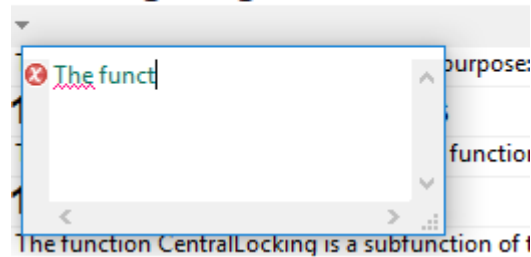 purpose:
The funct
function
The function CentralLocking is a subfunction of t